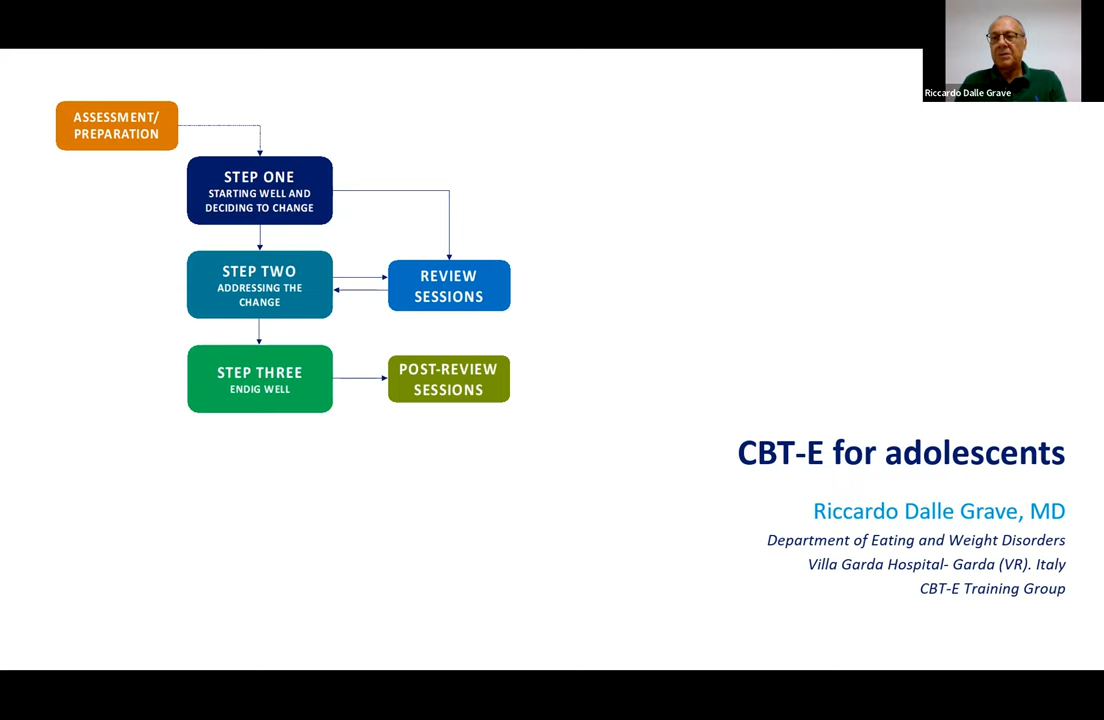 Riccardo Dalle Grave
ASSESSMENT/
PREPARATION
STEP ONE
STARTING WELL AND
DECIDING TO CHANGE
STEP TWO
ADDRESSING THE
CHANGE
REVIEW
SESSIONS
STEP THREE
ENDIG WELL
POST-REVIEW
SESSIONS
CBT-E for adolescents
Riccardo Dalle Grave, MD
Department of Eating and Weight Disorders
Villa Garda Hospital- Garda (VR). Italy
CBT-E Training Group